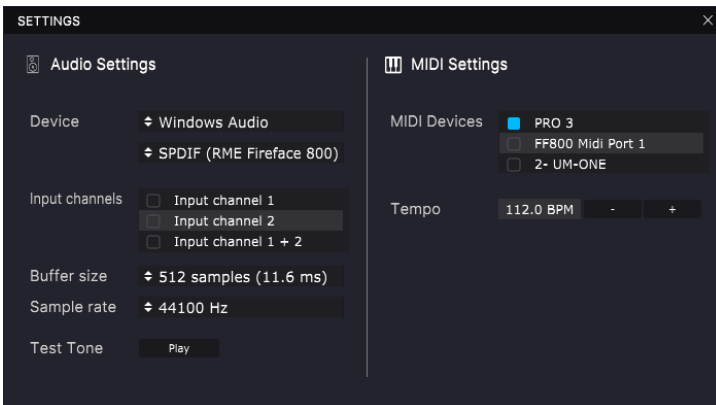 SETTINGS
Audio Settings
Device
Windows Audio
SPDIF (RME Fireface 800)
Input channels
Input channel 1
Input channel 2
Input channel 1 + 2
Buffer size
512 samples (11.6 ms)
Sample rate
44100 Hz
Test Tone
Play
MIDI Settings
MIDI Devices
PRO 3
FF800 Midi Port 1
2- UM-ONE
Tempo
112.0 BPM - +